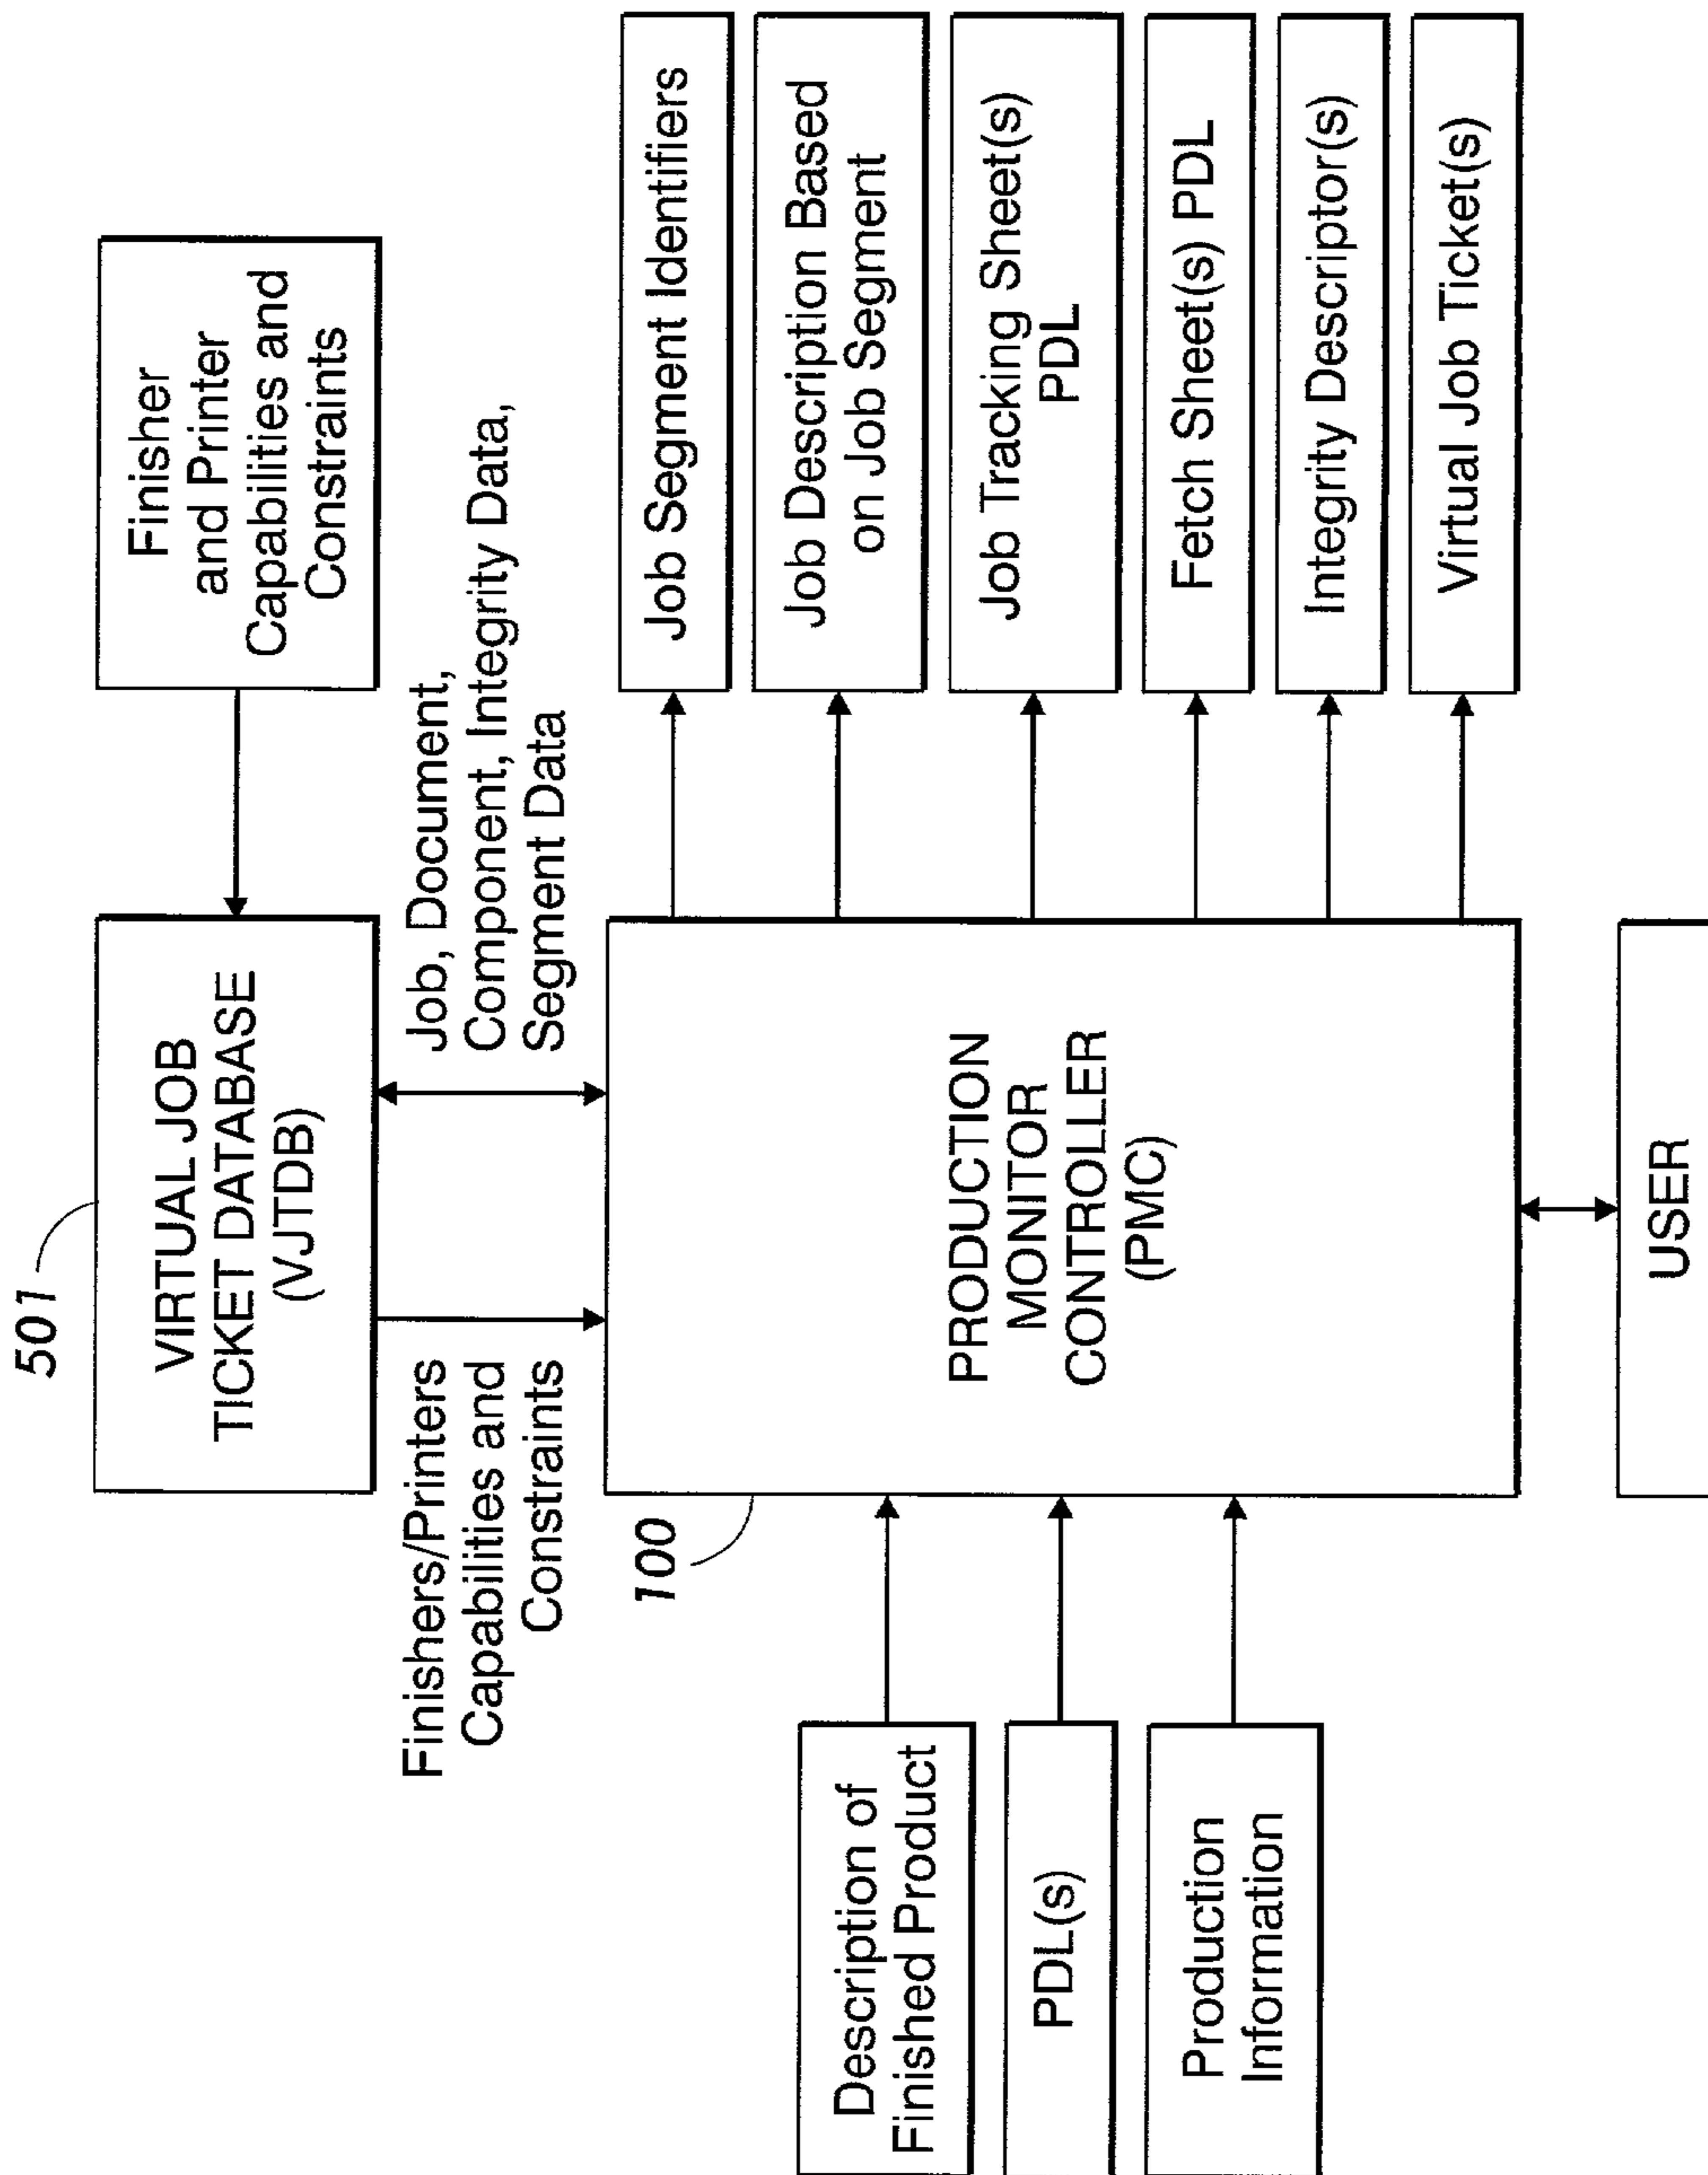 501
VIRTUAL JOB
TICKET DATABASE
(VJTDB)
Finisher
and Printer
Capabilities and
Constraints
Finishers/Printers
Capabilities and
Constraints
Job, Document,
Component, Integrity Data,
Segment Data
100
Description of
Finished Product
PDL(s)
Production
Information
PRODUCTION
MONITOR
CONTROLLER
(PMC)
Job Segment Identifiers
Job Description Based
on Job Segment
Job Tracking Sheet(s)
PDL
Fetch Sheet(s) PDL
Integrity Descriptor(s)
Virtual Job Ticket(s)
USER